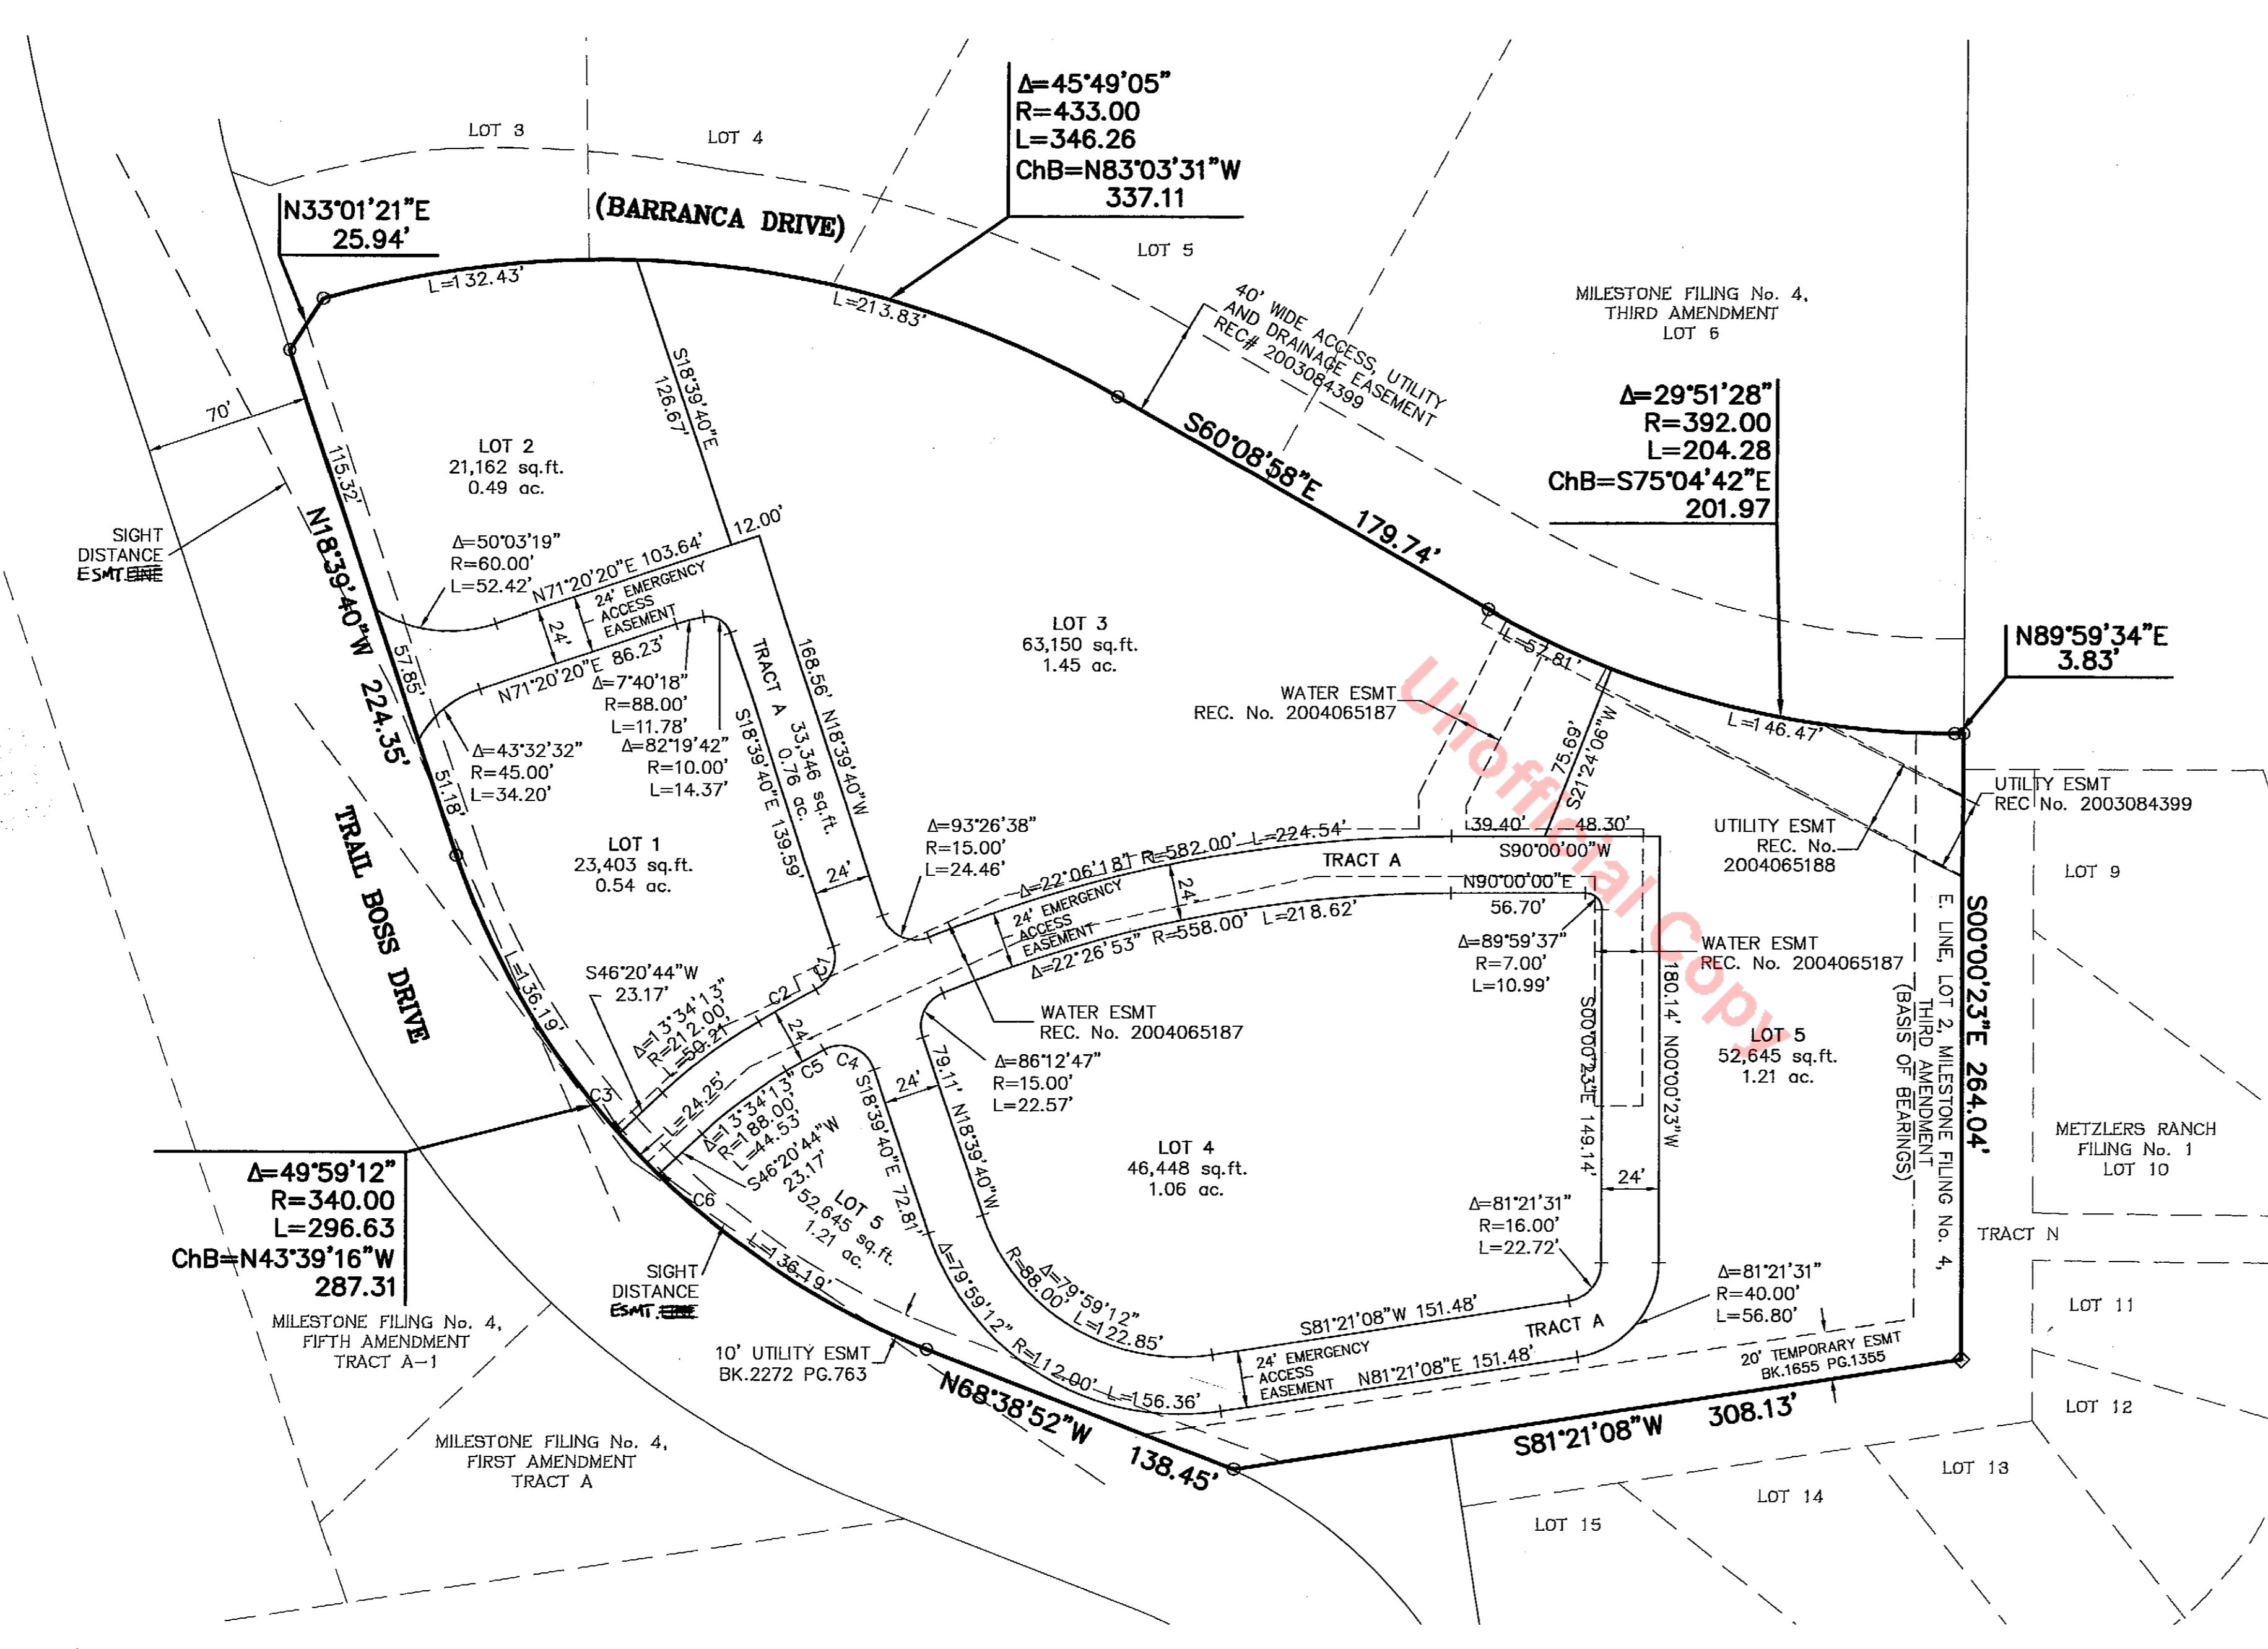 LOT 3
LOT 4
Δ=45°49'05"
R=433.00
L=346.26
ChB=N83°03'31"W
337.11
N33°01'21"E
25.94'
(BARRANCA DRIVE)
LOT 5
L=132.43'
L=213.83'
40' WIDE ACCESS, UTILITY
AND DRAINAGE EASEMENT
REC# 2003084399
MILESTONE FILING No. 4,
THIRD AMENDMENT
LOT 6
S18°39'40"E
126.67'
70'
Δ=29°51'28"
R=392.00
L=204.28
ChB=S75°04'42"E
201.97
S60°08'58"E 179.74'
LOT 2
21,162 sq.ft.
0.49 ac.
115.32'
SIGHT
DISTANCE
ESMT.
N18°39'40"W 224.35'
Δ=50°03'19"
R=60.00'
L=52.42'
N71°20'20"E 103.64'
12.00'
24' EMERGENCY
ACCESS
EASEMENT
24'
N71°20'20"E 86.23'
57.85'
Δ=7°40'18"
R=88.00'
L=11.78'
Δ=82°19'42"
R=10.00'
L=14.37'
TRACT A 33,346 sq.ft.
0.76 ac.
168.56' N18°39'40"W
S18°39'40"E 139.59'
LOT 3
63,150 sq.ft.
1.45 ac.
N89°59'34"E
3.83'
L=57.81'
WATER ESMT
REC. No. 2004065187
75.69'
S21°24'06"W
L=146.47'
Δ=43°32'32"
R=45.00'
L=34.20'
51.18'
UTILITY ESMT
REC No. 2003084399
UTILITY ESMT
REC. No.
2004065188
TRAIL BOSS DRIVE
LOT 1
23,403 sq.ft.
0.54 ac.
24'
Δ=93°26'38"
R=15.00'
L=24.46'
Δ=22°06'18" R=582.00' L=224.54'
39.40'
48.30'
TRACT A
S90°00'00"W
N90°00'00"E
56.70'
LOT 9
24' EMERGENCY
ACCESS
EASEMENT
24'
Δ=22°26'53" R=558.00' L=218.62'
Δ=89°59'37"
R=7.00'
L=10.99'
WATER ESMT
REC. No. 2004065187
S46°20'44"W
23.17'
C1
C2
L=136.19'
Δ=13°34'13"
R=212.00'
L=50.21'
24'
WATER ESMT
REC. No. 2004065187
S00°00'23"E 149.14'
180.14' N00°00'23"W
LOT 5
52,645 sq.ft.
1.21 ac.
E. LINE, LOT 2, MILESTONE FILING No. 4,
THIRD AMENDMENT
(BASIS OF BEARINGS)
S00°00'23"E 264.04'
Δ=86°12'47"
R=15.00'
L=22.57'
C3
L=24.25'
C5
C4
24'
79.11' N18°39'40"W
Δ=13°34'13"
R=188.00'
L=44.53'
S46°20'44"W
23.17'
S18°39'40"E 72.81'
METZLERS RANCH
FILING No. 1
LOT 10
LOT 4
46,448 sq.ft.
1.06 ac.
24'
Δ=49°59'12"
R=340.00
L=296.63
ChB=N43°39'16"W
287.31
C6
LOT 5
52,645 sq.ft.
1.21 ac.
Δ=81°21'31"
R=16.00'
L=22.72'
TRACT N
L=136.19'
SIGHT
DISTANCE
ESMT.
Δ=79°59'12"
R=88.00' L=122.85'
Δ=79°59'12" R=112.00' L=156.36'
Δ=81°21'31"
R=40.00'
L=56.80'
LOT 11
MILESTONE FILING No. 4,
FIFTH AMENDMENT
TRACT A-1
S81°21'08"W 151.48'
TRACT A
10' UTILITY ESMT
BK.2272 PG.763
24' EMERGENCY
ACCESS
EASEMENT
N81°21'08"E 151.48'
20' TEMPORARY ESMT
BK.1655 PG.1355
N68°38'52"W 138.45'
S81°21'08"W 308.13'
LOT 12
MILESTONE FILING No. 4,
FIRST AMENDMENT
TRACT A
LOT 13
LOT 14
LOT 15
Unofficial Copy